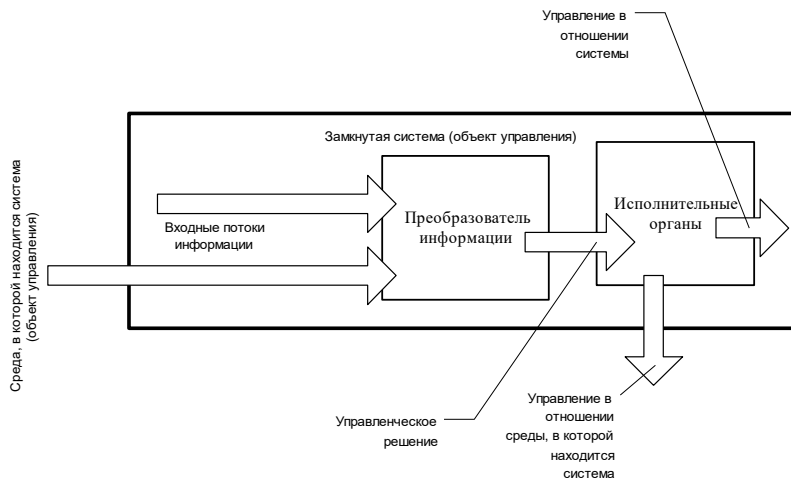 Управление в
отношении
системы
Замкнутая система (объект управления)
Среда, в которой находится система
(объект управления)
Входные потоки
информации
Преобразователь
информации
Исполнительные
органы
Управленческое
решение
Управление в
отношении
среды, в которой
находится
система